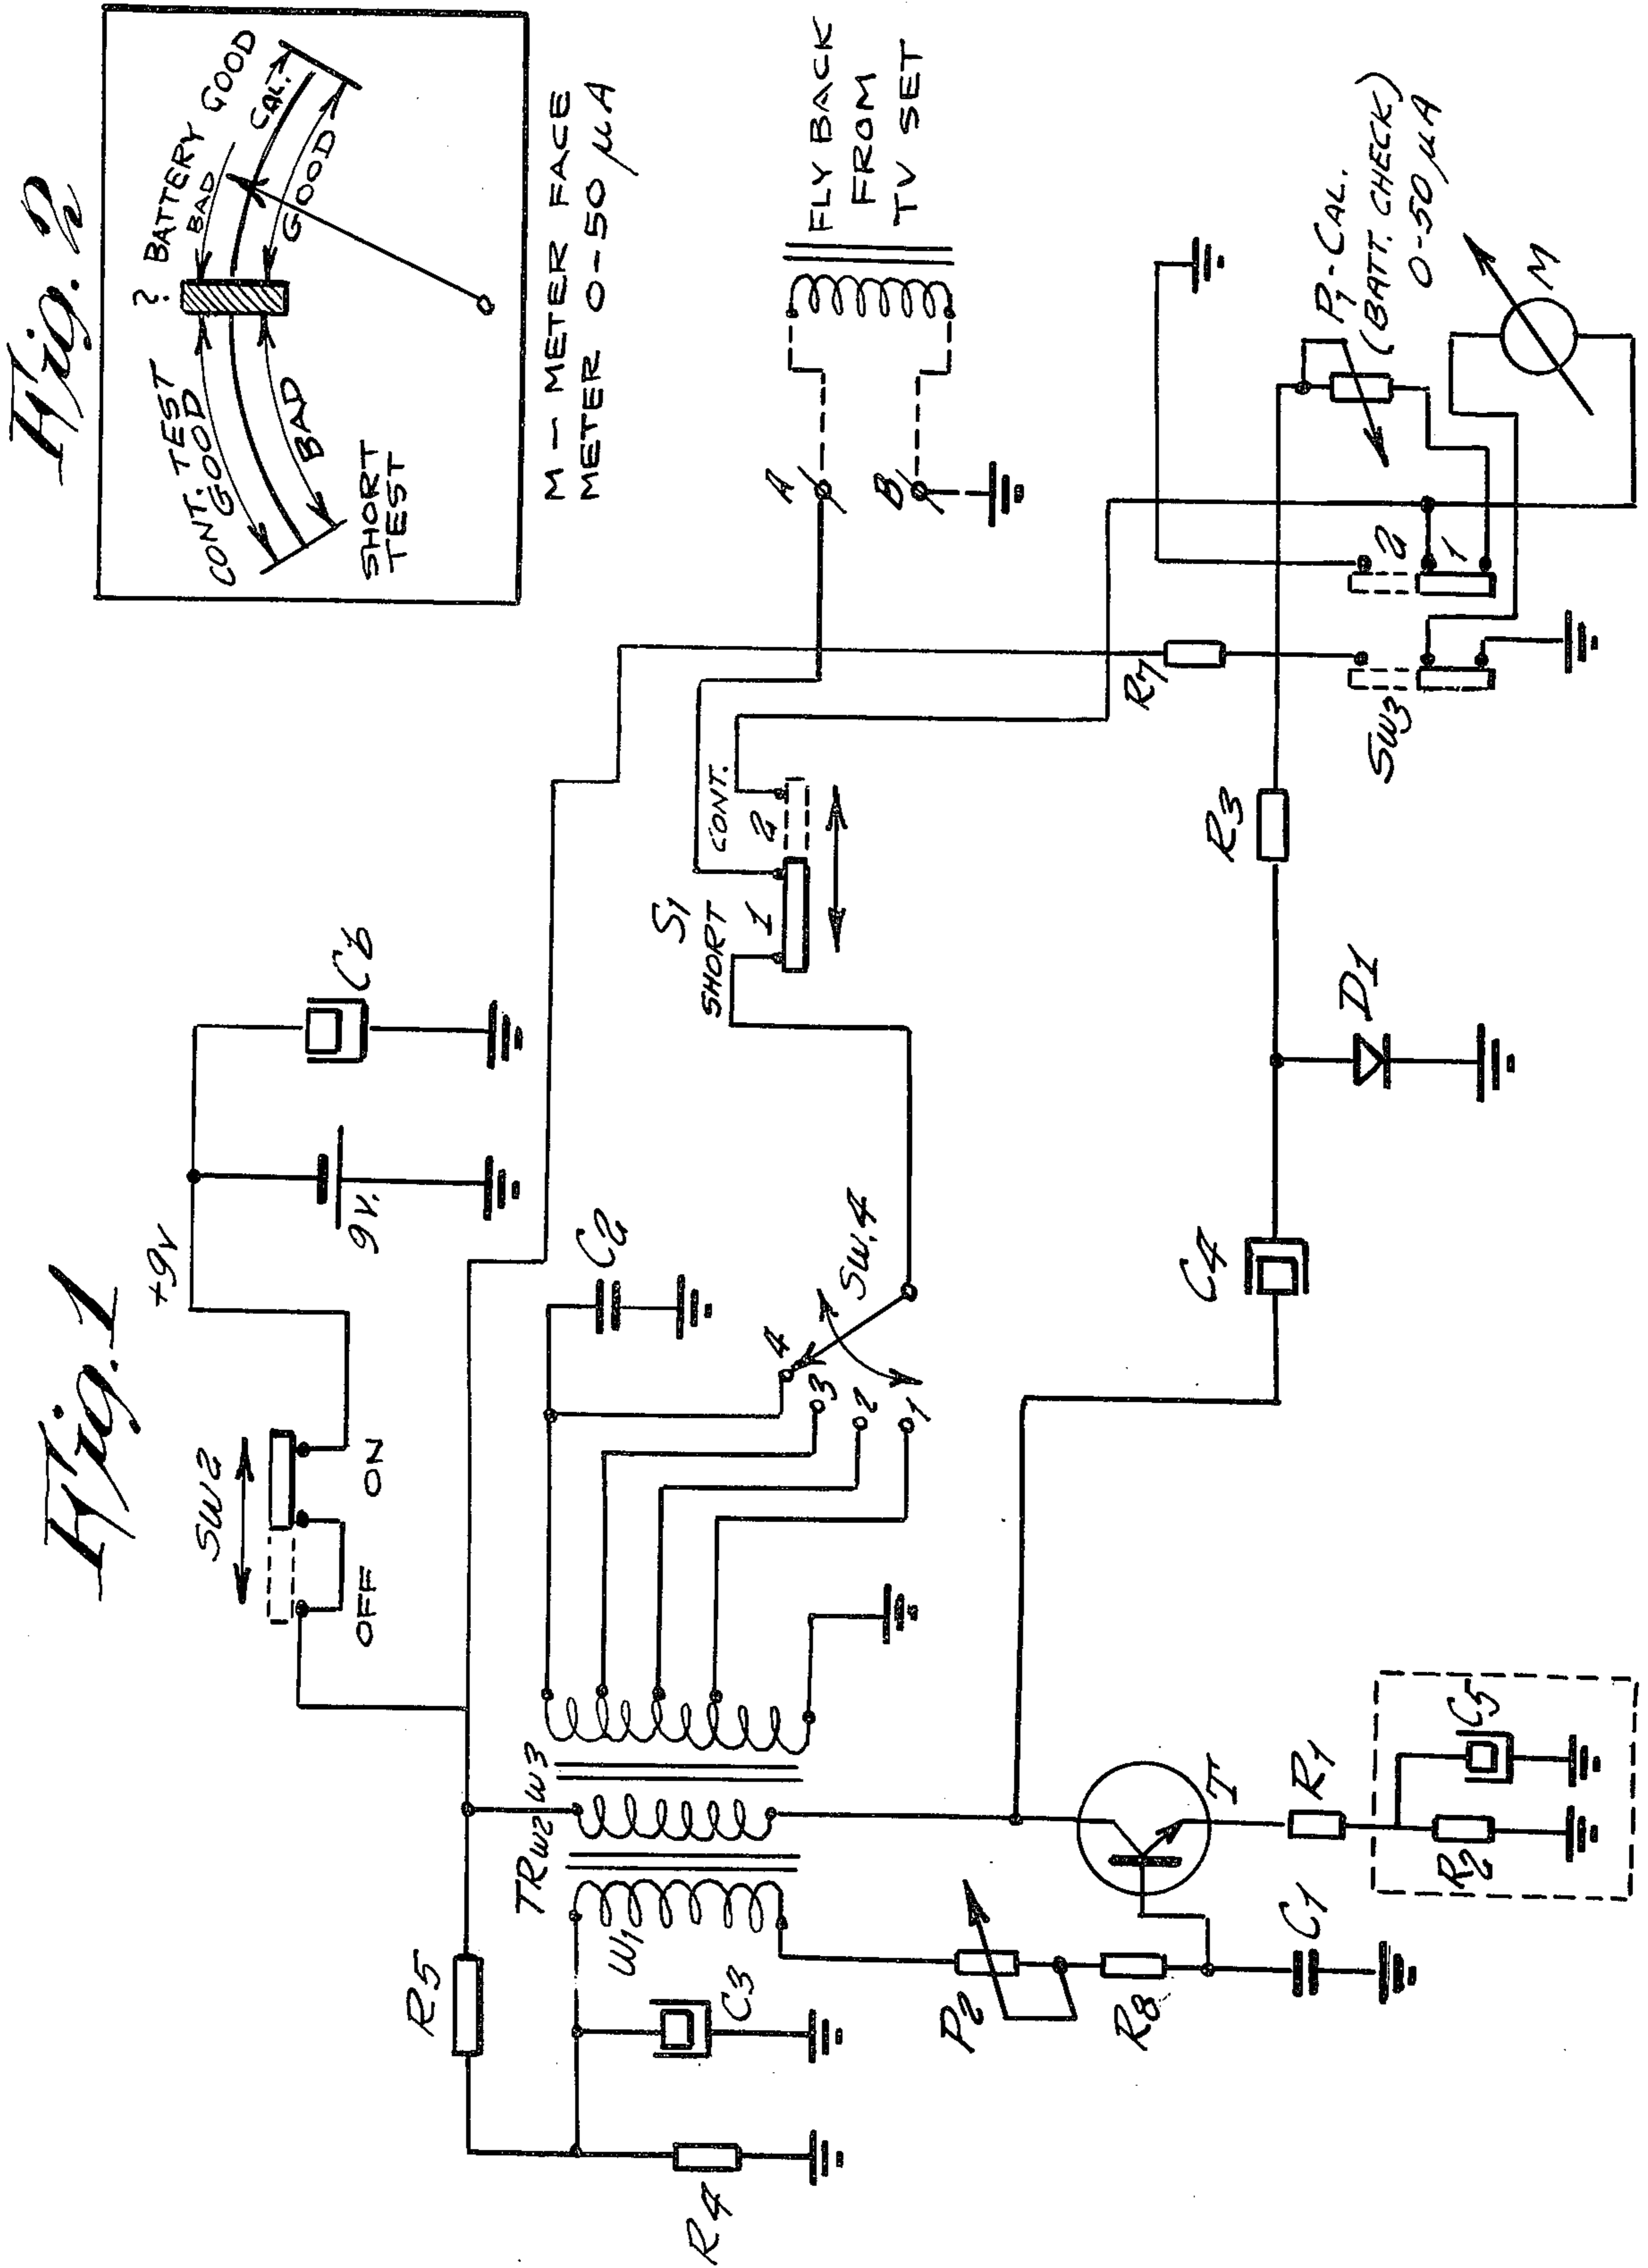 Fig. 2
?
BATTERY
BAD
GOOD
CAL.
GOOD
CONT. TEST
GOOD
BAD
SHORT
TEST
M - METER FACE
METER 0-50 μA
Fig. 1
SW2
OFF
ON
+9V
9V.
C6
R5
R4
C3
TR
W1
W2
W3
C2
4
3
2
1
SW.4
S1
SHORT
1
CONT.
2
A
B
FLY BACK
FROM
TV SET
P2
R8
C1
T
R1
R2
C5
C4
D1
R3
R7
SW3
2
1
P1-CAL.
(BATT. CHECK)
0-50 μA
M